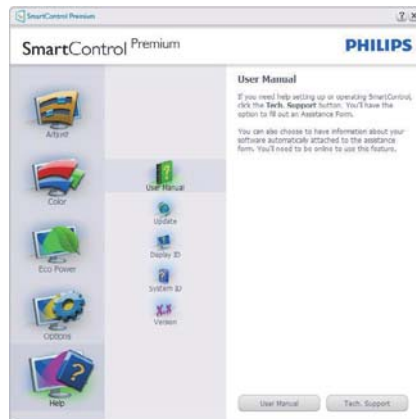 SmartControl Premium
SmartControl Premium
PHILIPS
Adjust
Color
Eco Power
Options
Help
User Manual
Update
Display ID
System ID
Version
User Manual
If you need help setting up or operating SmartControl,
click the Tech. Support button. You'll have the
option to fill out an Assistance Form.
You can also choose to have information about your
software automatically attached to the assistance
form. You'll need to be online to use this feature.
User Manual
Tech. Support